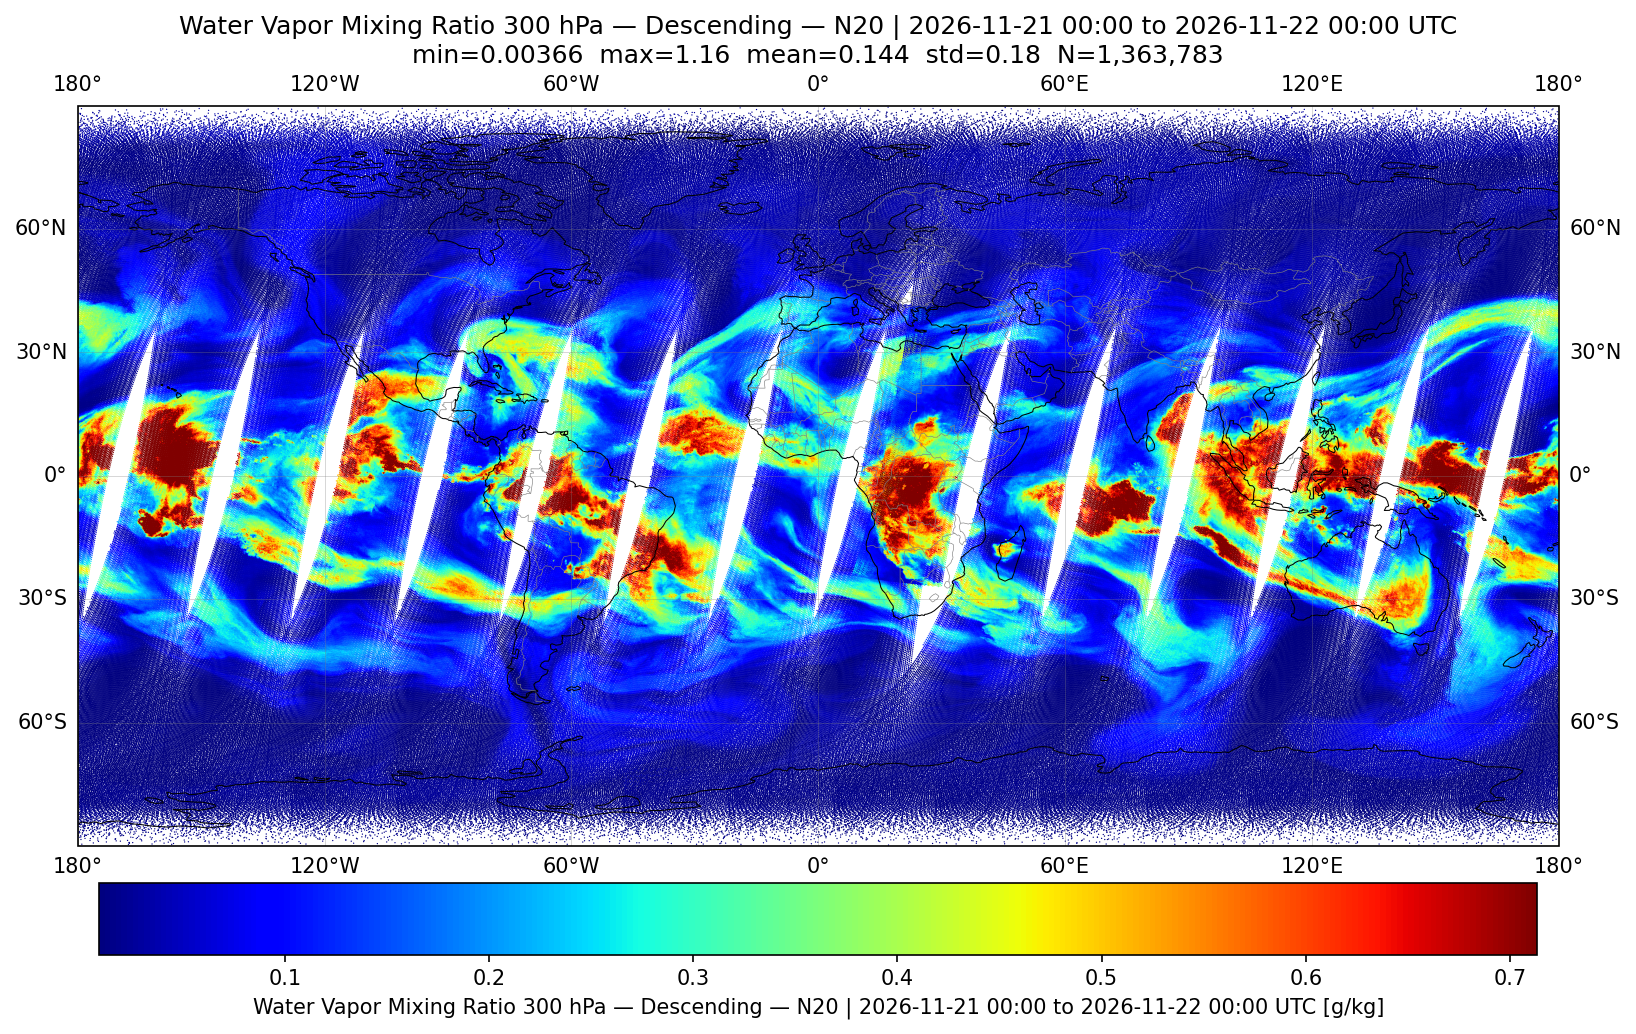 Water Vapor Mixing Ratio 300 hPa — Descending — N20 | 2026-11-21 00:00 to 2026-11-22 00:00 UTC
min=0.00366  max=1.16  mean=0.144  std=0.18  N=1,363,783
180° 120°W 60°W 0° 60°E 120°E 180°
60°N 60°N
30°N 30°N
0° 0°
30°S 30°S
60°S 60°S
180° 120°W 60°W 0° 60°E 120°E 180°
0.1 0.2 0.3 0.4 0.5 0.6 0.7
Water Vapor Mixing Ratio 300 hPa — Descending — N20 | 2026-11-21 00:00 to 2026-11-22 00:00 UTC [g/kg]